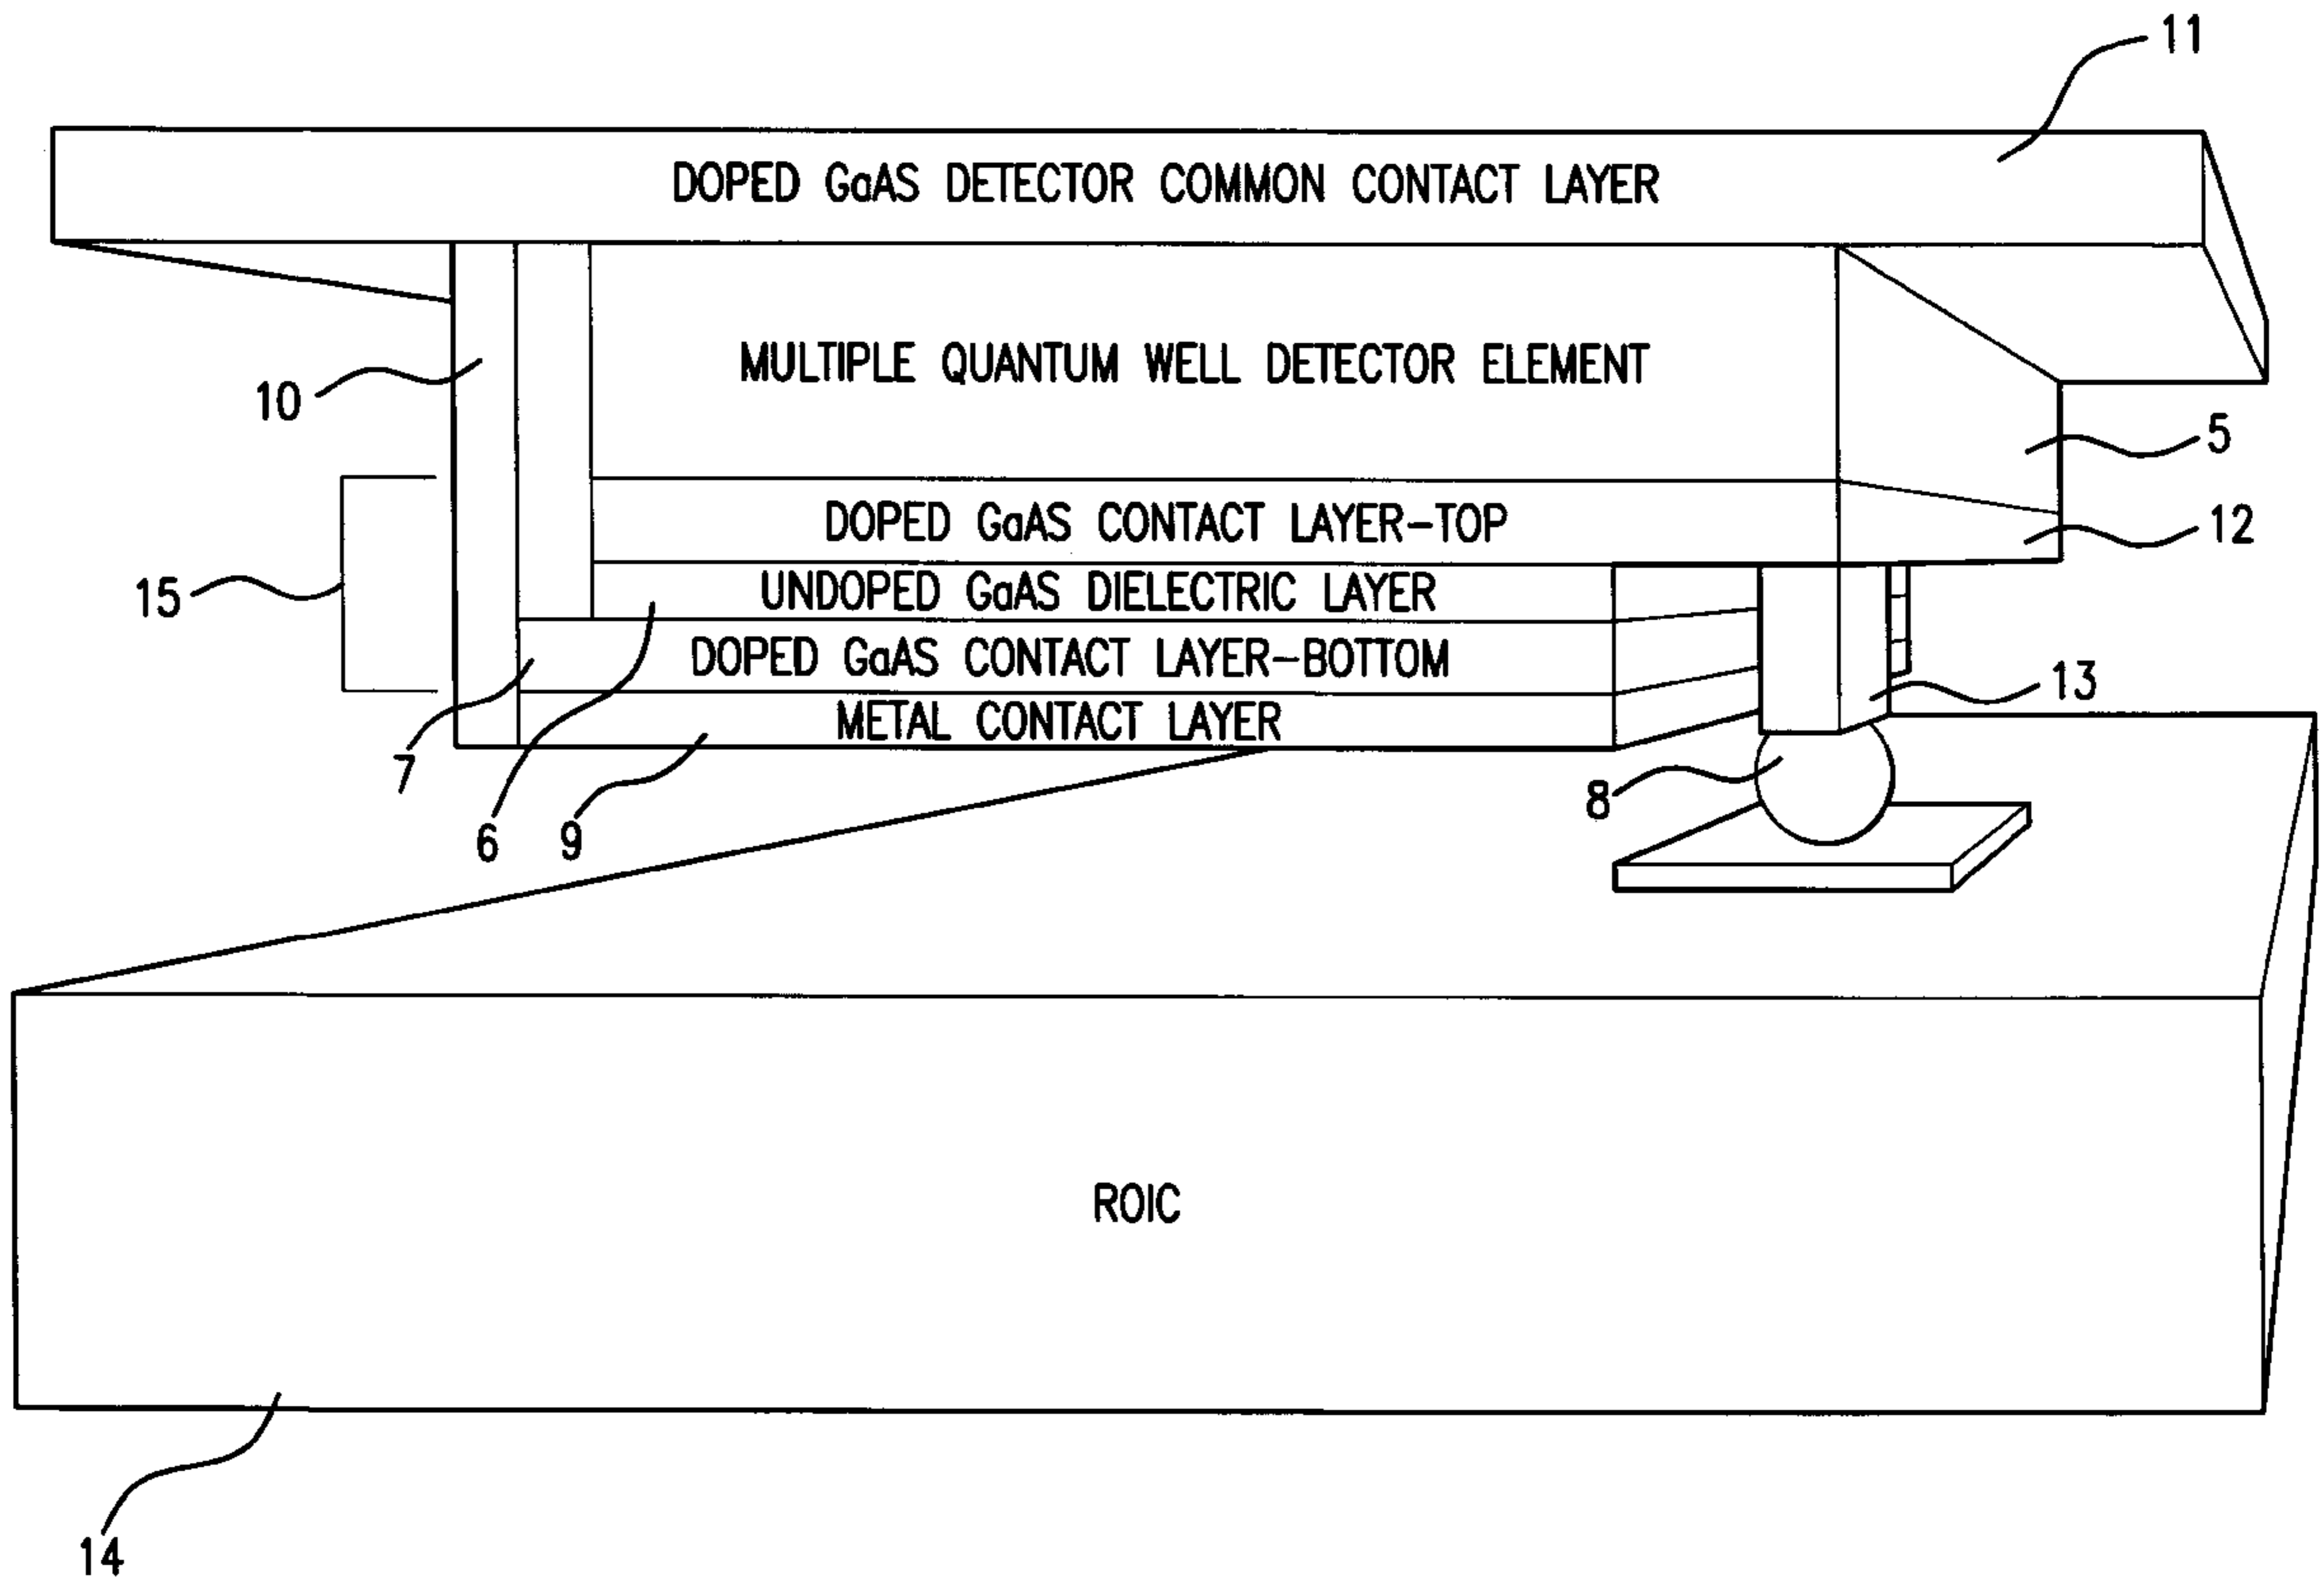 11
DOPED GaAS DETECTOR COMMON CONTACT LAYER
MULTIPLE QUANTUM WELL DETECTOR ELEMENT
10
5
DOPED GaAS CONTACT LAYER-TOP
12
15
UNDOPED GaAS DIELECTRIC LAYER
DOPED GaAS CONTACT LAYER-BOTTOM
13
METAL CONTACT LAYER
7
8
6
9
ROIC
14